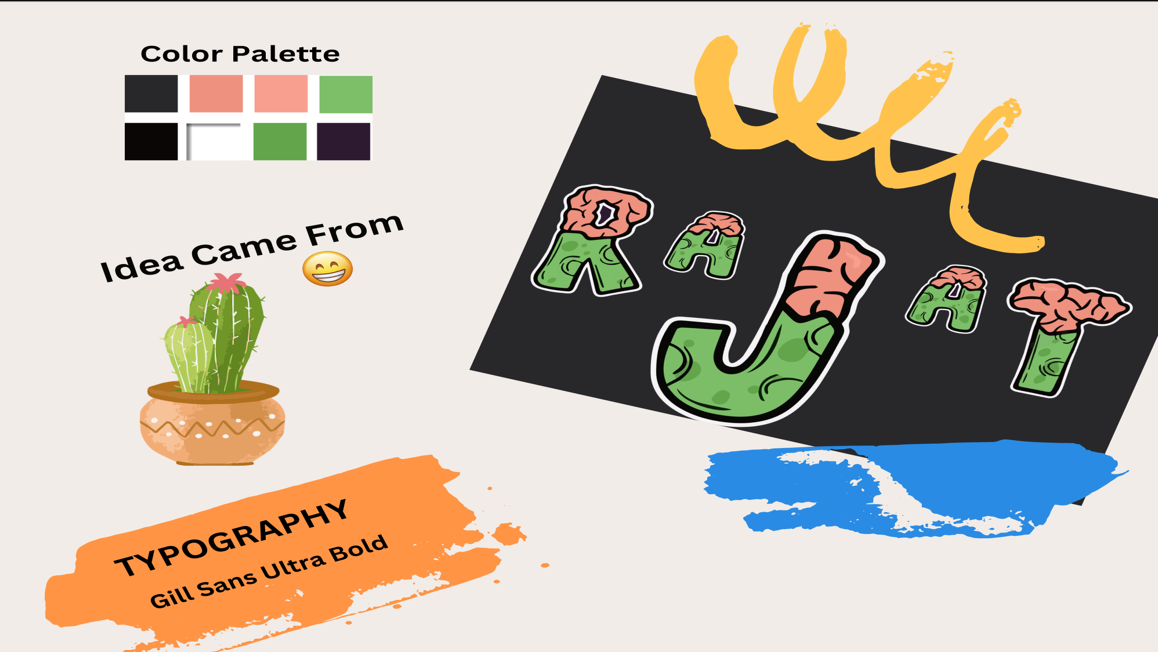 Color Palette
Idea Came From
RAJAT
TYPOGRAPHY
Gill Sans Ultra Bold